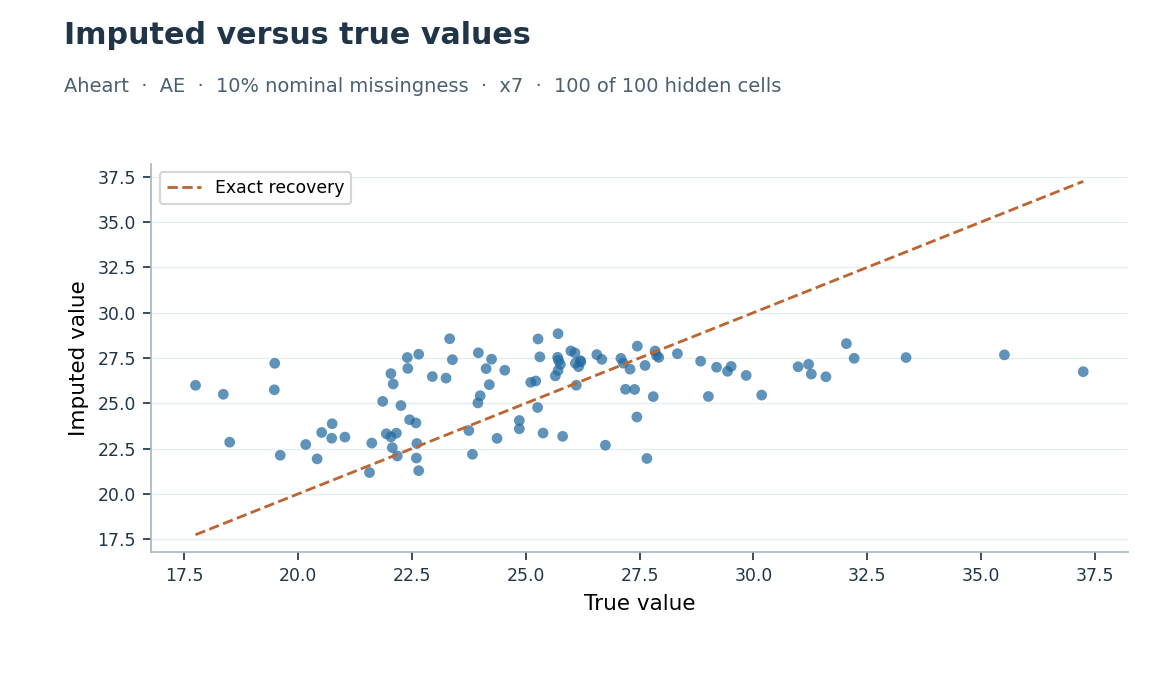 Imputed versus true values
Aheart · AE · 10% nominal missingness · x7 · 100 of 100 hidden cells
Exact recovery
Imputed value
37.5
35.0
32.5
30.0
27.5
25.0
22.5
20.0
17.5
17.5 20.0 22.5 25.0 27.5 30.0 32.5 35.0 37.5
True value